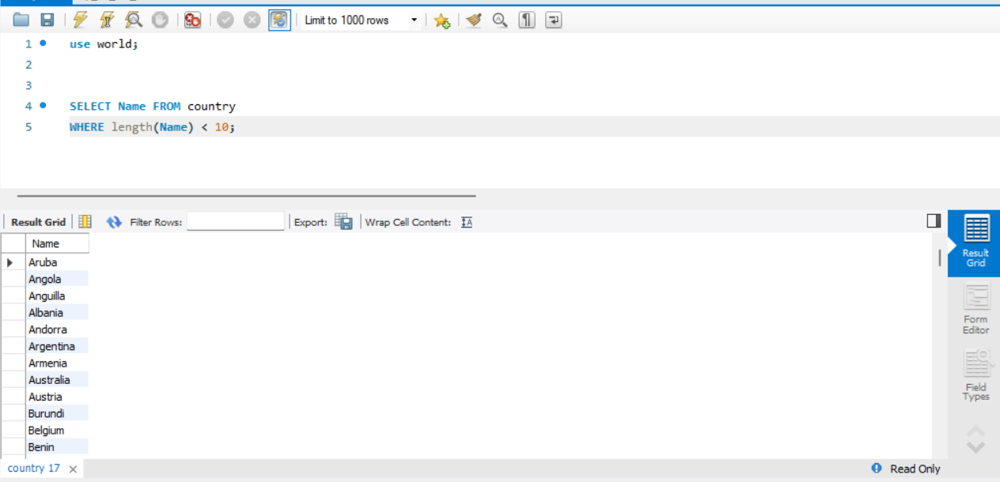 Limit to 1000 rows
1 use world;
2
3
4 SELECT Name FROM country
5 WHERE length(Name) < 10;
Result Grid Filter Rows: Export: Wrap Cell Content:
Name
Aruba
Angola
Anguilla
Albania
Andorra
Argentina
Armenia
Australia
Austria
Burundi
Belgium
Benin
Result
Grid
Form
Editor
Field
Types
country 17
Read Only